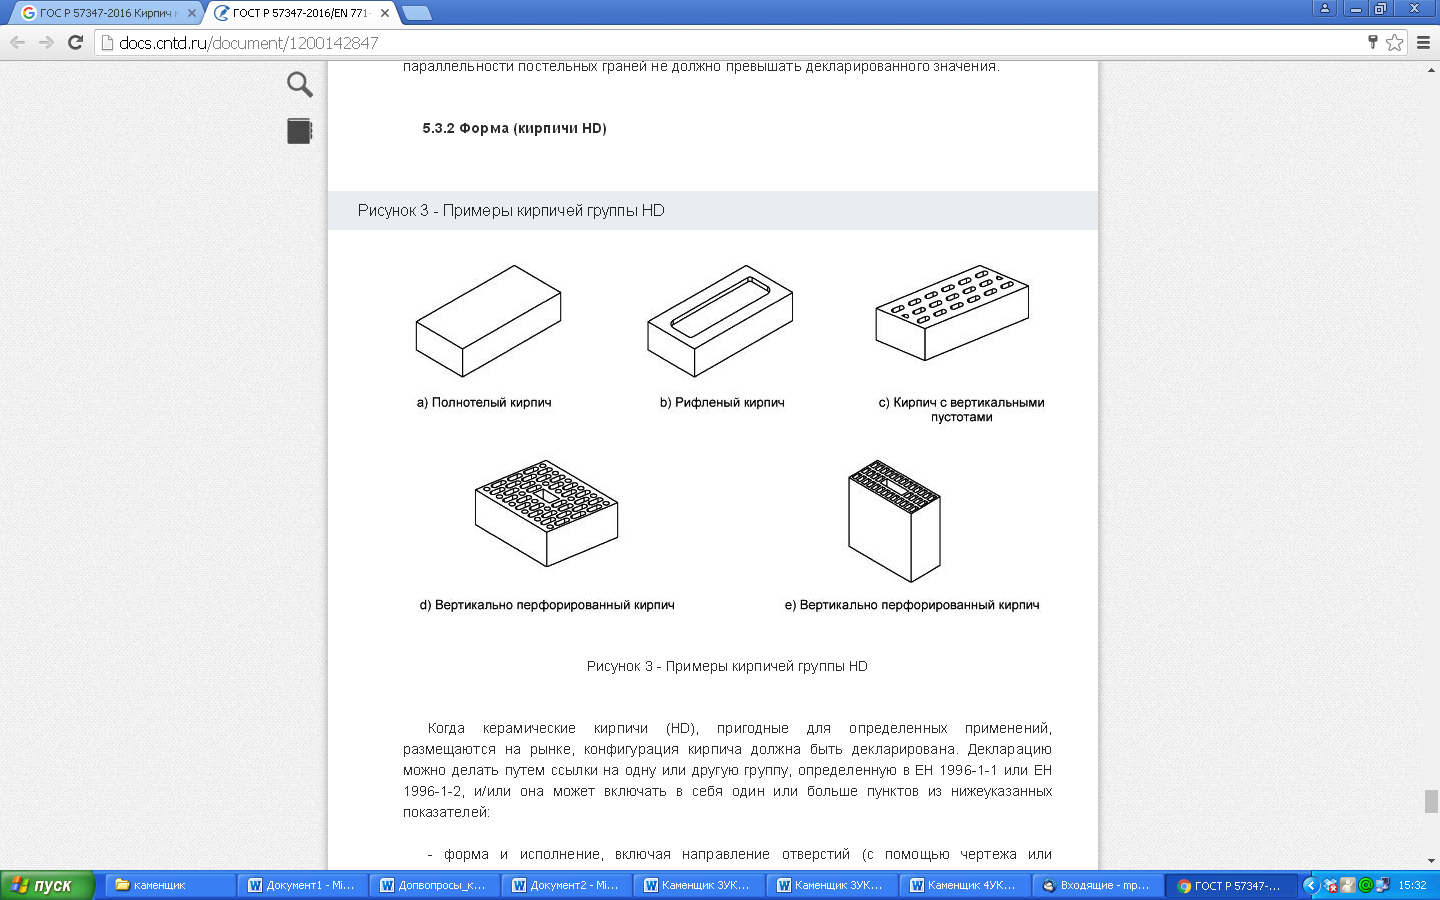 ГОС Р 57347-2016 Кирпич к
ГОСТ Р 57347-2016/EN 771-
docs.cntd.ru/document/1200142847
параллельности постельных граней не должно превышать декларированного значения.
5.3.2 Форма (кирпичи HD)
Рисунок 3 - Примеры кирпичей группы HD
a) Полнотелый кирпич
b) Рифленый кирпич
c) Кирпич с вертикальными
пустотами
d) Вертикально перфорированный кирпич
e) Вертикально перфорированный кирпич
Рисунок 3 - Примеры кирпичей группы HD
Когда керамические кирпичи (HD), пригодные для определенных применений,
размещаются на рынке, конфигурация кирпича должна быть декларирована. Декларацию
можно делать путем ссылки на одну или другую группу, определенную в ЕН 1996-1-1 или ЕН
1996-1-2, и/или она может включать в себя один или больше пунктов из нижеуказанных
показателей:
- форма и исполнение, включая направление отверстий (с помощью чертежа или
пуск
каменщик
Документ1 - Mi...
Допвопросы_к...
Документ2 - Mi...
Каменщик 3УК...
Каменщик 3УК...
Каменщик 4УК...
Входящие - mp...
ГОСТ Р 57347-...
15:32